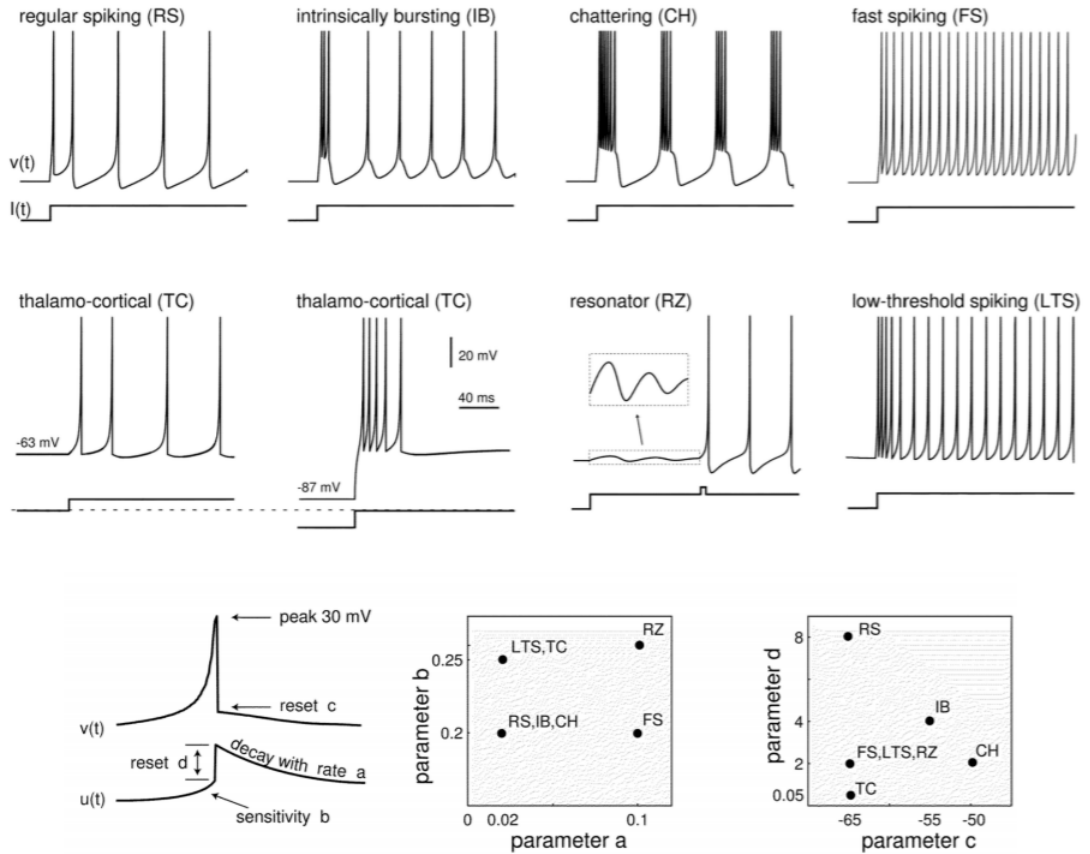 regular spiking (RS)
intrinsically bursting (IB)
chattering (CH)
fast spiking (FS)
v(t)
I(t)
thalamo-cortical (TC)
thalamo-cortical (TC)
resonator (RZ)
low-threshold spiking (LTS)
20 mV
40 ms
-63 mV
-87 mV
peak 30 mV
reset c
v(t)
reset d
decay with rate a
u(t)
sensitivity b
parameter b
0.25
0.2
LTS,TC
RZ
RS,IB,CH
FS
0
0.02
0.1
parameter a
parameter d
8
4
2
0.05
RS
IB
FS,LTS,RZ
CH
TC
-65
-55
-50
parameter c